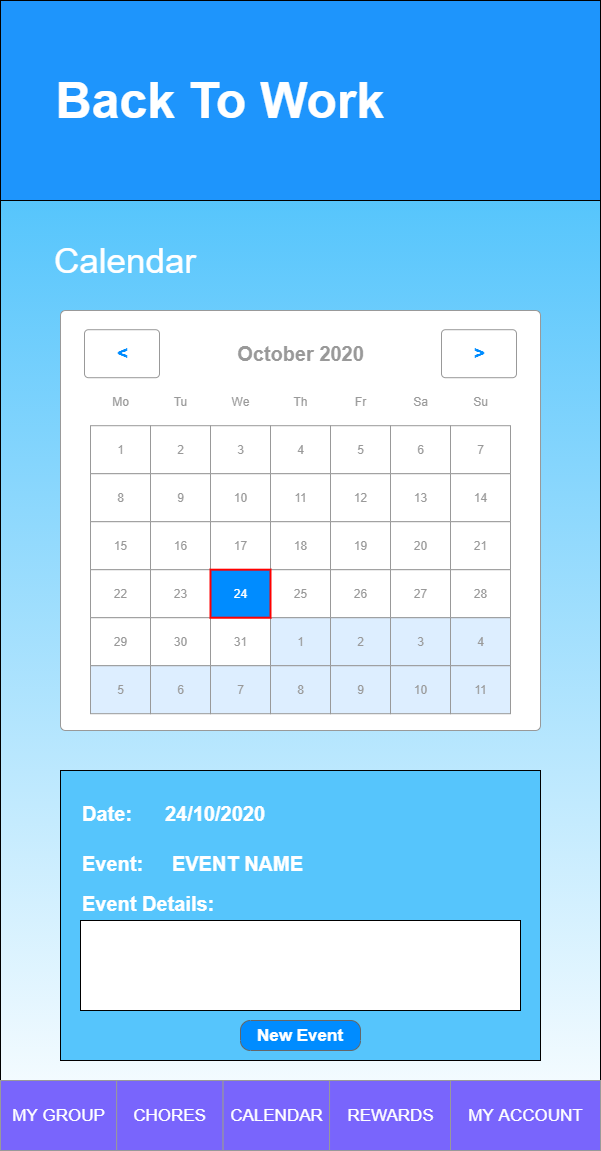 Back To Work
Calendar
< October 2020 >
Mo Tu We Th Fr Sa Su
1 2 3 4 5 6 7
8 9 10 11 12 13 14
15 16 17 18 19 20 21
22 23 24 25 26 27 28
29 30 31 1 2 3 4
5 6 7 8 9 10 11
Date: 24/10/2020
Event: EVENT NAME
Event Details:
New Event
MY GROUP CHORES CALENDAR REWARDS MY ACCOUNT